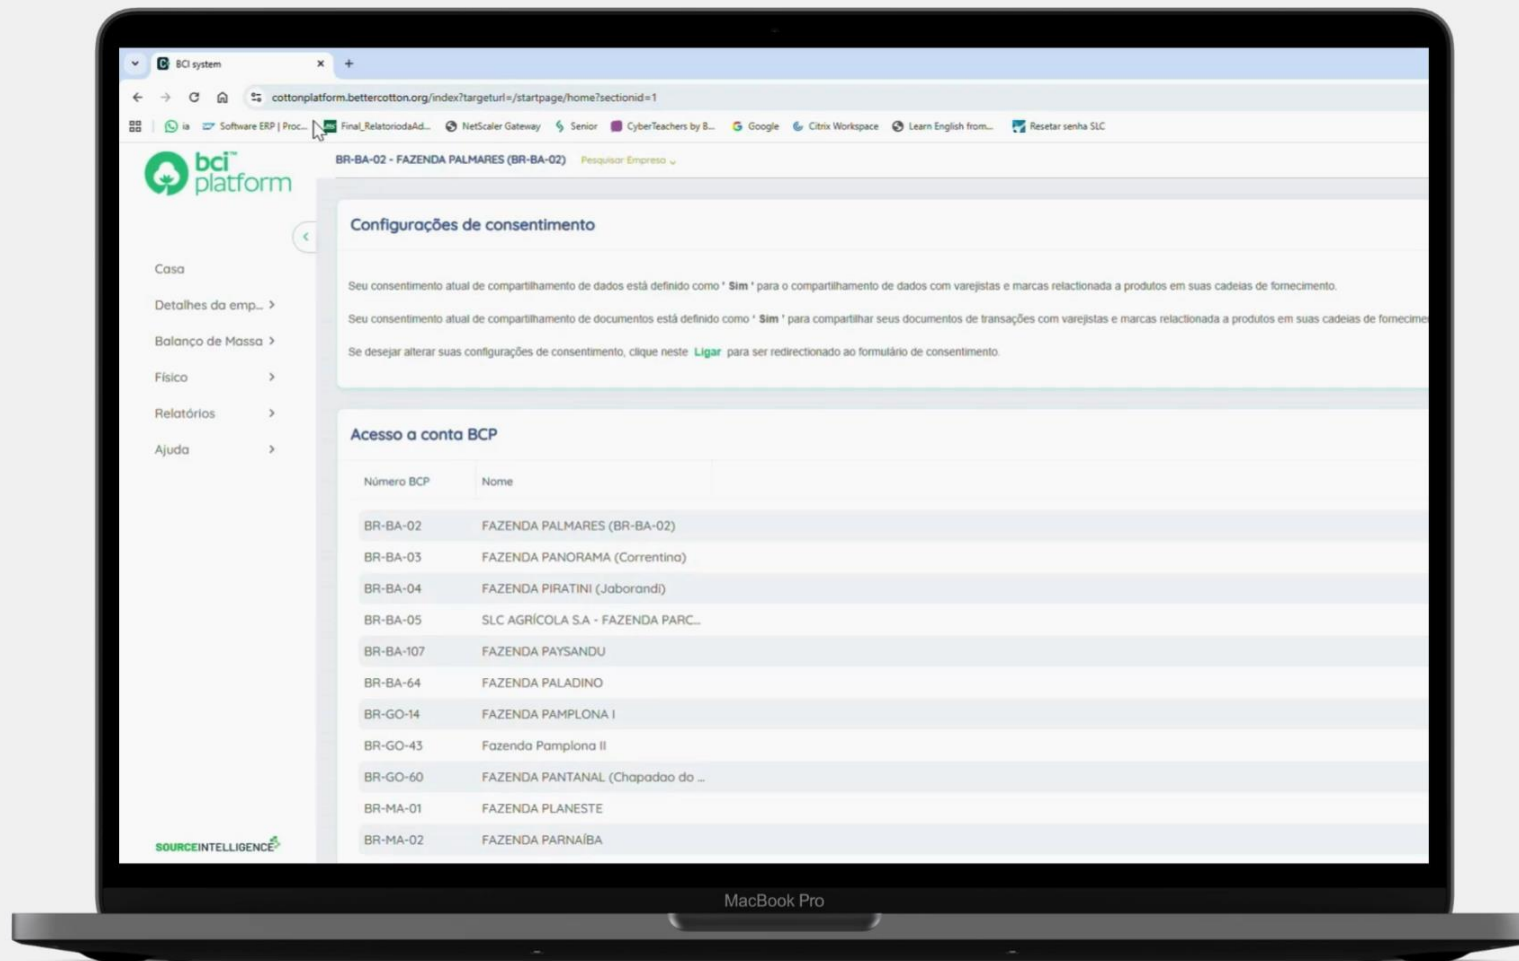 BCI system
cottonplatform.bettercotton.org/index?targeturl=/startpage/home?sectionid=1
ia Software ERP | Proc... Final_RelatoriodaAd... NetScaler Gateway Senior CyberTeachers by B... Google Citrix Workspace Learn English from... Resetar senha SLC
bci™
platform
BR-BA-02 - FAZENDA PALMARES (BR-BA-02) Pesquisar Empresa
Casa
Detalhes da emp...
Balanço de Massa
Físico
Relatórios
Ajuda
SOURCEINTELLIGENCE
Configurações de consentimento
Seu consentimento atual de compartilhamento de dados está definido como ' Sim ' para o compartilhamento de dados com varejistas e marcas relactionada a produtos em suas cadeias de fornecimento.
Seu consentimento atual de compartilhamento de documentos está definido como ' Sim ' para compartilhar seus documentos de transações com varejistas e marcas relactionada a produtos em suas cadeias de fornecimen
Se desejar alterar suas configurações de consentimento, clique neste Ligar para ser redirectionado ao formulário de consentimento.
Acesso a conta BCP
Número BCP Nome
BR-BA-02 FAZENDA PALMARES (BR-BA-02)
BR-BA-03 FAZENDA PANORAMA (Correntina)
BR-BA-04 FAZENDA PIRATINI (Jaborandi)
BR-BA-05 SLC AGRÍCOLA S.A - FAZENDA PARC...
BR-BA-107 FAZENDA PAYSANDU
BR-BA-64 FAZENDA PALADINO
BR-GO-14 FAZENDA PAMPLONA I
BR-GO-43 Fazenda Pamplona II
BR-GO-60 FAZENDA PANTANAL (Chapadao do ...
BR-MA-01 FAZENDA PLANESTE
BR-MA-02 FAZENDA PARNAÍBA
MacBook Pro